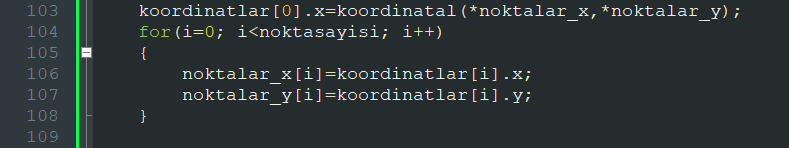 103 koordinatlar[0].x=koordinatal(*noktalar_x,*noktalar_y);
104 for(i=0; i<noktasayisi; i++)
105 {
106 noktalar_x[i]=koordinatlar[i].x;
107 noktalar_y[i]=koordinatlar[i].y;
108 }
109